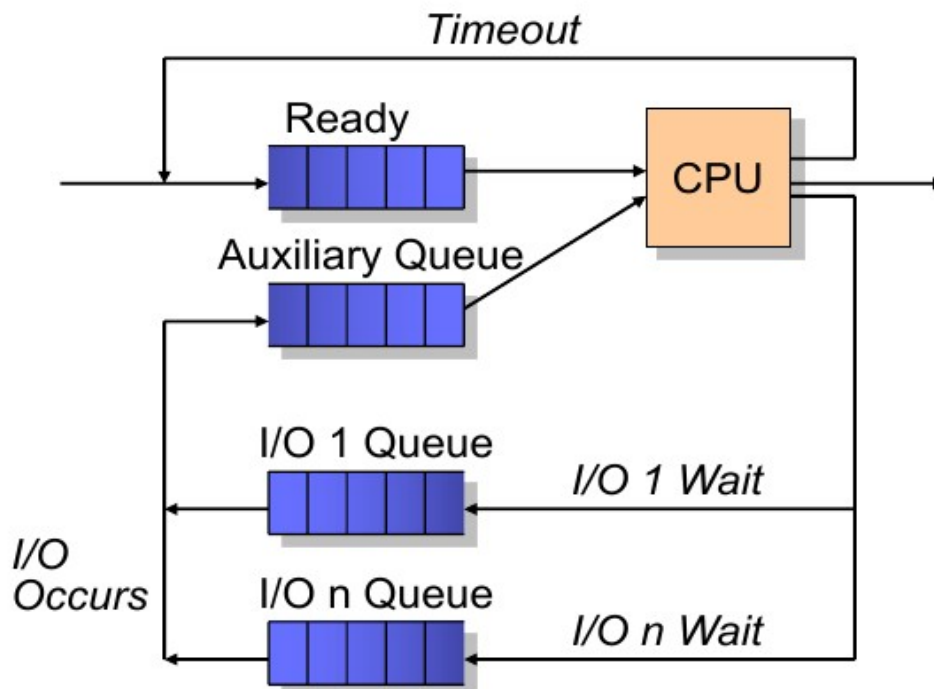 Timeout
Ready
CPU
Auxiliary Queue
I/O 1 Queue
I/O 1 Wait
I/O
Occurs
I/O n Queue
I/O n Wait